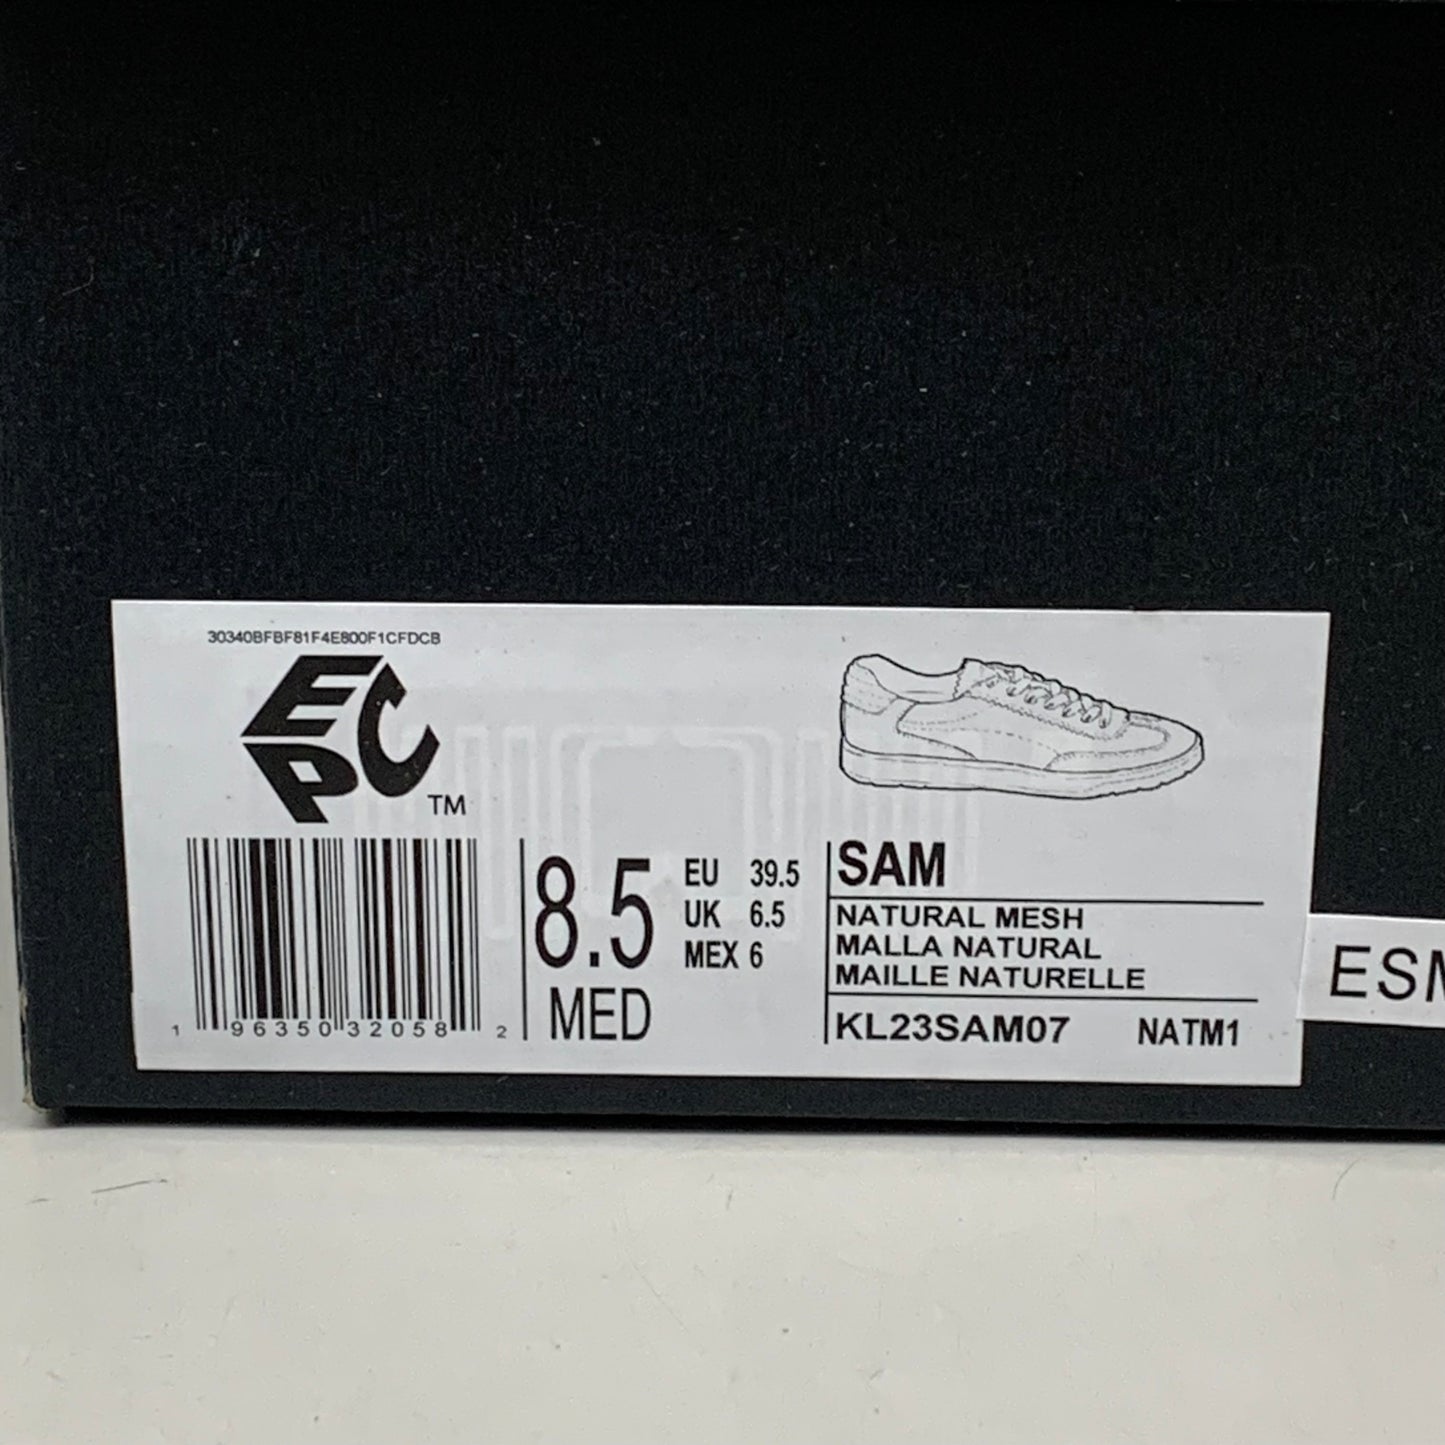 30340BFBF81F4E800F1CFDCB
EPC TM
1 96350 32058 2
8.5
MED
EU 39.5
UK 6.5
MEX 6
SAM
NATURAL MESH
MALLA NATURAL
MAILLE NATURELLE
KL23SAM07 NATM1
ESM